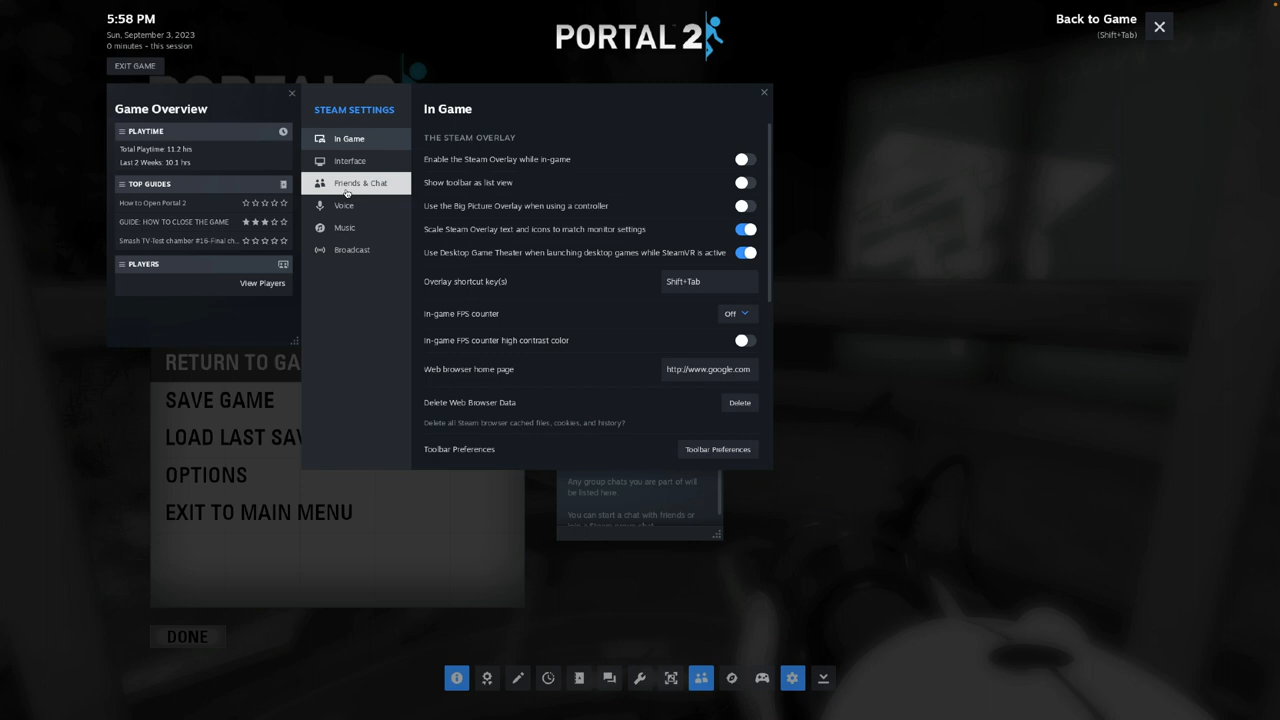 5:58 PM
Sun, September 3, 2023
0 minutes - this session
EXIT GAME
PORTAL 2
Back to Game
(Shift+Tab)
Game Overview
PLAYTIME
Total Playtime: 11.2 hrs
Last 2 Weeks: 10.1 hrs
TOP GUIDES
How to Open Portal 2
GUIDE: HOW TO CLOSE THE GAME
Smash TV-Test chamber #16-Final ch...
PLAYERS
View Players
STEAM SETTINGS
In Game
Interface
Friends & Chat
Voice
Music
Broadcast
In Game
THE STEAM OVERLAY
Enable the Steam Overlay while in-game
Show toolbar as list view
Use the Big Picture Overlay when using a controller
Scale Steam Overlay text and icons to match monitor settings
Use Desktop Game Theater when launching desktop games while SteamVR is active
Overlay shortcut key(s) Shift+Tab
In-game FPS counter Off
In-game FPS counter high contrast color
Web browser home page http://www.google.com
Delete Web Browser Data Delete
Delete all Steam browser cached files, cookies, and history?
Toolbar Preferences Toolbar Preferences
RETURN TO GA
SAVE GAME
LOAD LAST SAV
OPTIONS
EXIT TO MAIN MENU
DONE
Any group chats you are part of will
be listed here.
You can start a chat with friends or